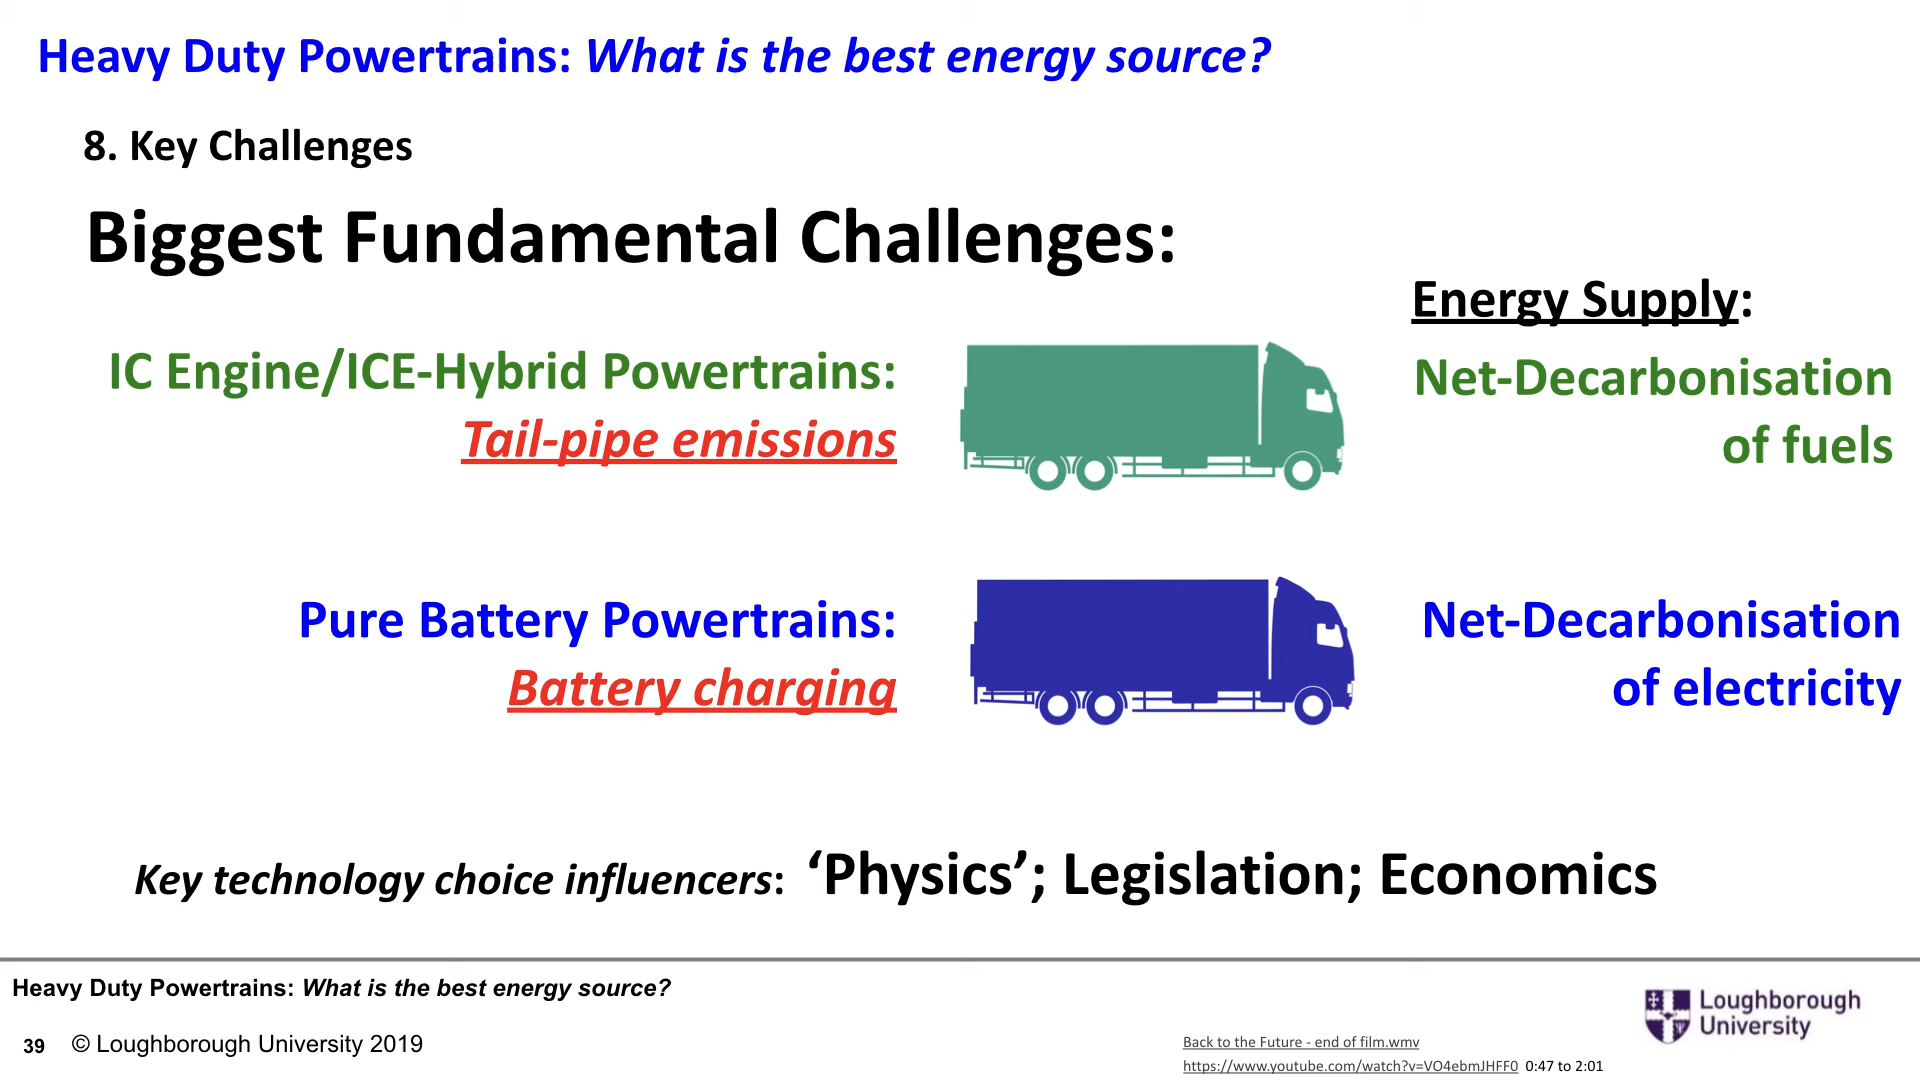 Heavy Duty Powertrains: What is the best energy source?
8. Key Challenges
Biggest Fundamental Challenges:
Energy Supply:
IC Engine/ICE-Hybrid Powertrains:
Tail-pipe emissions
Net-Decarbonisation
of fuels
Pure Battery Powertrains:
Battery charging
Net-Decarbonisation
of electricity
Key technology choice influencers: ‘Physics’; Legislation; Economics
Heavy Duty Powertrains: What is the best energy source?
39 © Loughborough University 2019
Back to the Future - end of film.wmv
https://www.youtube.com/watch?v=VO4ebmJHFF0 0:47 to 2:01
Loughborough
University